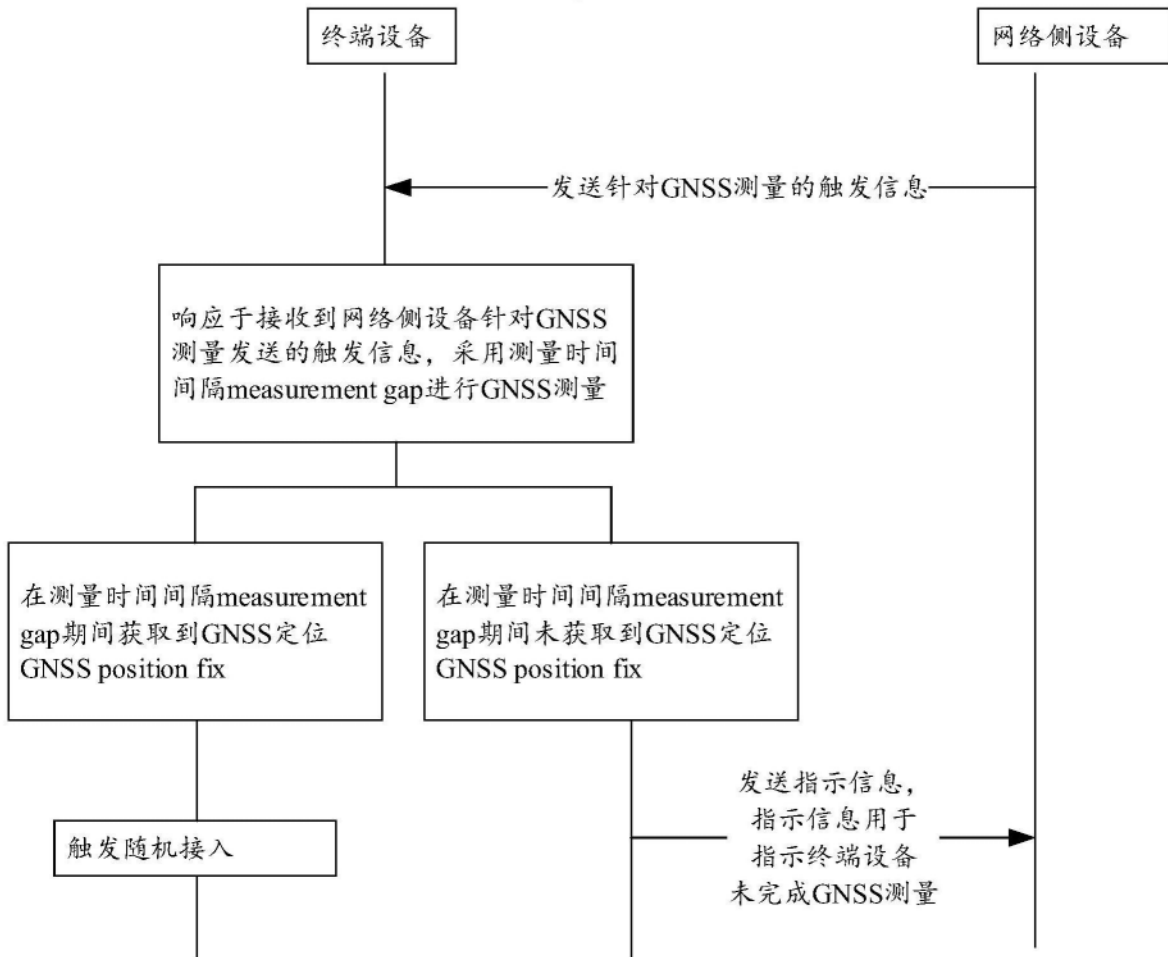 终端设备
网络侧设备
发送针对GNSS测量的触发信息
响应于接收到网络侧设备针对GNSS
测量发送的触发信息，采用测量时间
间隔measurement gap进行GNSS测量
在测量时间间隔measurement
gap期间获取到GNSS定位
GNSS position fix
在测量时间间隔measurement
gap期间未获取到GNSS定位
GNSS position fix
发送指示信息，
指示信息用于
指示终端设备
未完成GNSS测量
触发随机接入